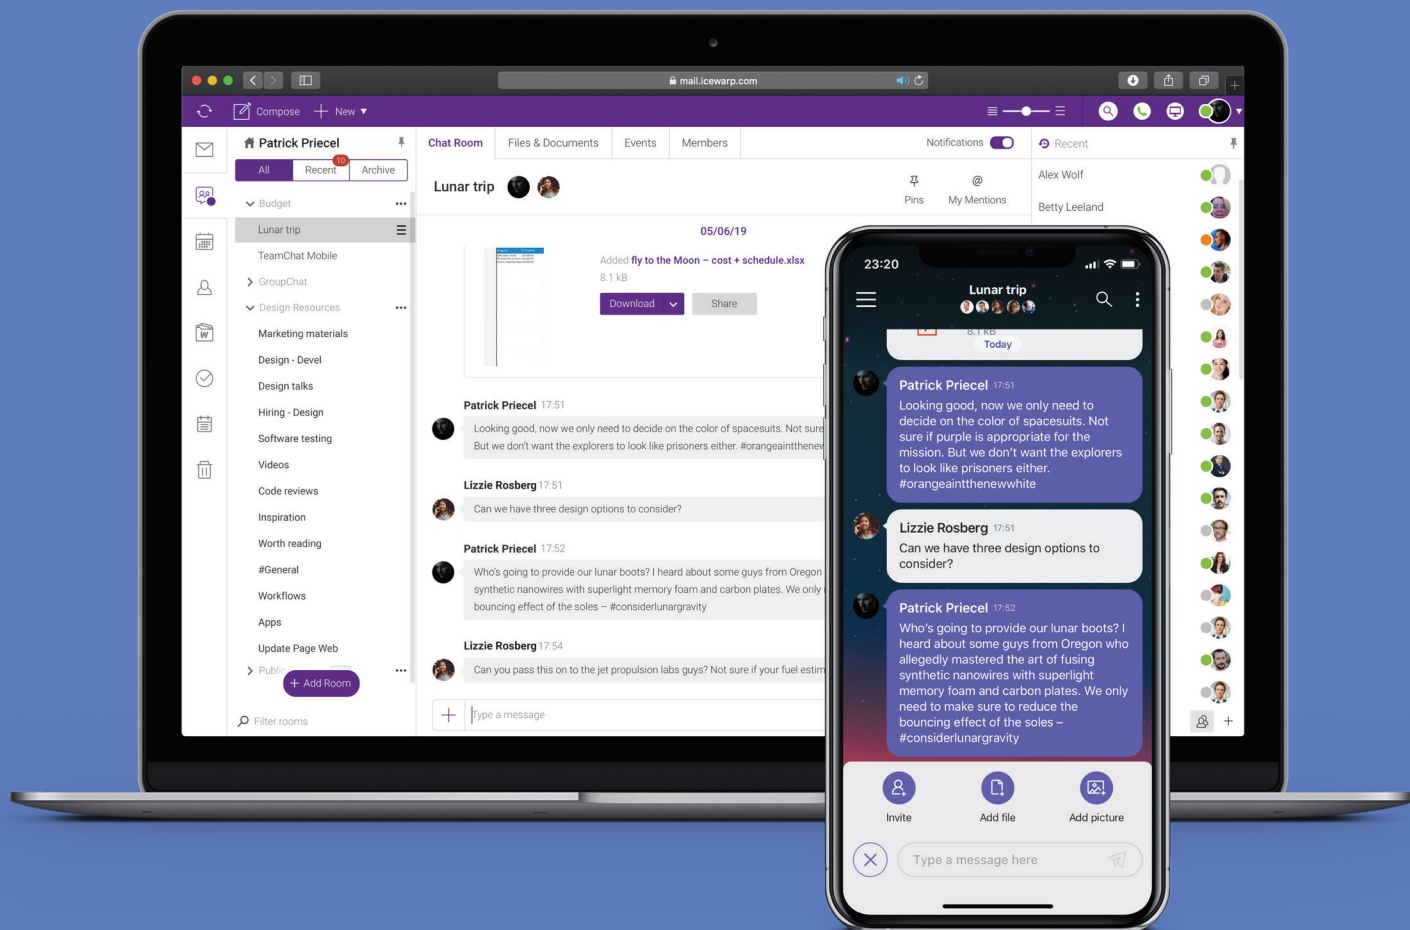 mail.icewarp.com
Compose
New
Patrick Priecel
All
Recent
10
Archive
Budget
Lunar trip
TeamChat Mobile
GroupChat
Design Resources
Marketing materials
Design - Devel
Design talks
Hiring - Design
Software testing
Videos
Code reviews
Inspiration
Worth reading
#General
Workflows
Apps
Update Page Web
Publi
+ Add Room
Filter rooms
Chat Room
Files & Documents
Events
Members
Notifications
Lunar trip
Pins
@
My Mentions
05/06/19
Added fly to the Moon – cost + schedule.xlsx
8.1 kB
Download
Share
Patrick Priecel 17:51
Looking good, now we only need to decide on the color of spacesuits. Not sure
But we don't want the explorers to look like prisoners either. #orangeaintthenew
Lizzie Rosberg 17:51
Can we have three design options to consider?
Patrick Priecel 17:52
Who's going to provide our lunar boots? I heard about some guys from Oregon
synthetic nanowires with superlight memory foam and carbon plates. We only
bouncing effect of the soles – #considerlunargravity
Lizzie Rosberg 17:54
Can you pass this on to the jet propulsion labs guys? Not sure if your fuel estim
Type a message
Recent
Alex Wolf
Betty Leeland
23:20
Lunar trip
8.1 kB
Today
Patrick Priecel 17:51
Looking good, now we only need to
decide on the color of spacesuits. Not
sure if purple is appropriate for the
mission. But we don't want the explorers
to look like prisoners either.
#orangeaintthenewwhite
Lizzie Rosberg 17:51
Can we have three design options to
consider?
Patrick Priecel 17:52
Who's going to provide our lunar boots? I
heard about some guys from Oregon who
allegedly mastered the art of fusing
synthetic nanowires with superlight
memory foam and carbon plates. We only
need to make sure to reduce the
bouncing effect of the soles –
#considerlunargravity
Invite
Add file
Add picture
Type a message here